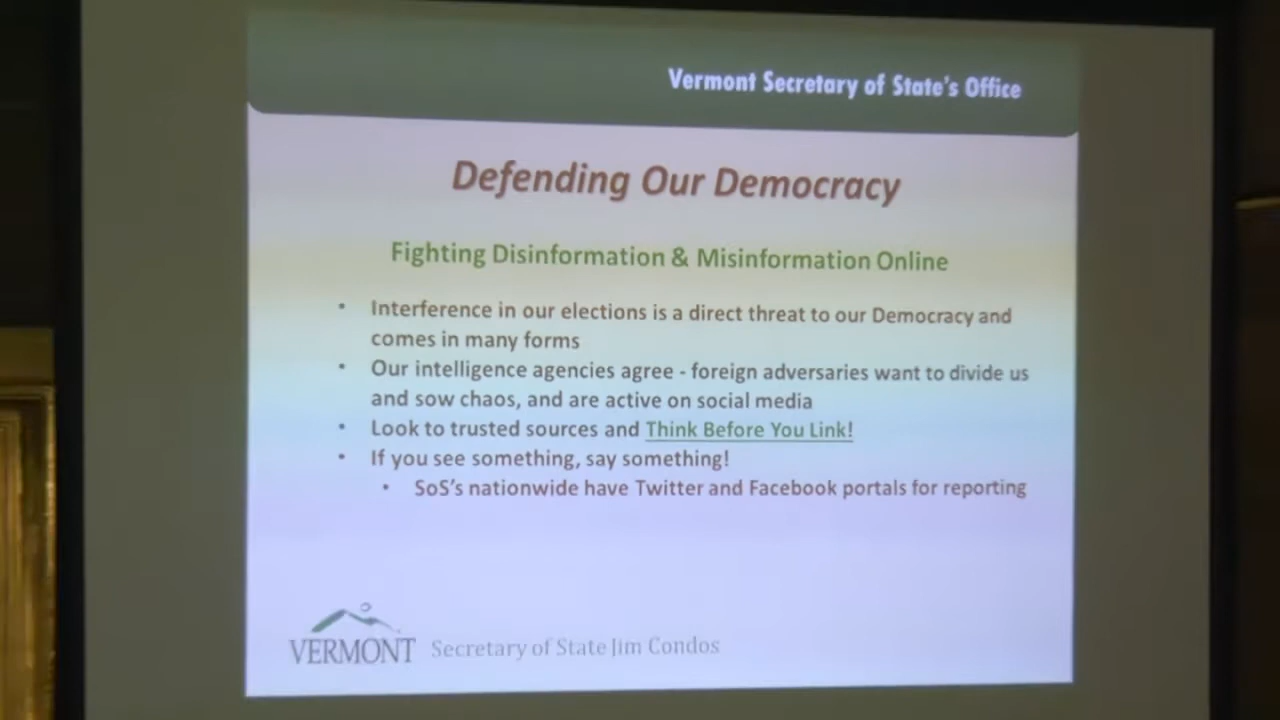 Vermont Secretary of State's Office
Defending Our Democracy
Fighting Disinformation & Misinformation Online
• Interference in our elections is a direct threat to our Democracy and
comes in many forms
• Our intelligence agencies agree - foreign adversaries want to divide us
and sow chaos, and are active on social media
• Look to trusted sources and Think Before You Link!
• If you see something, say something!
• SoS's nationwide have Twitter and Facebook portals for reporting
VERMONT Secretary of State Jim Condos